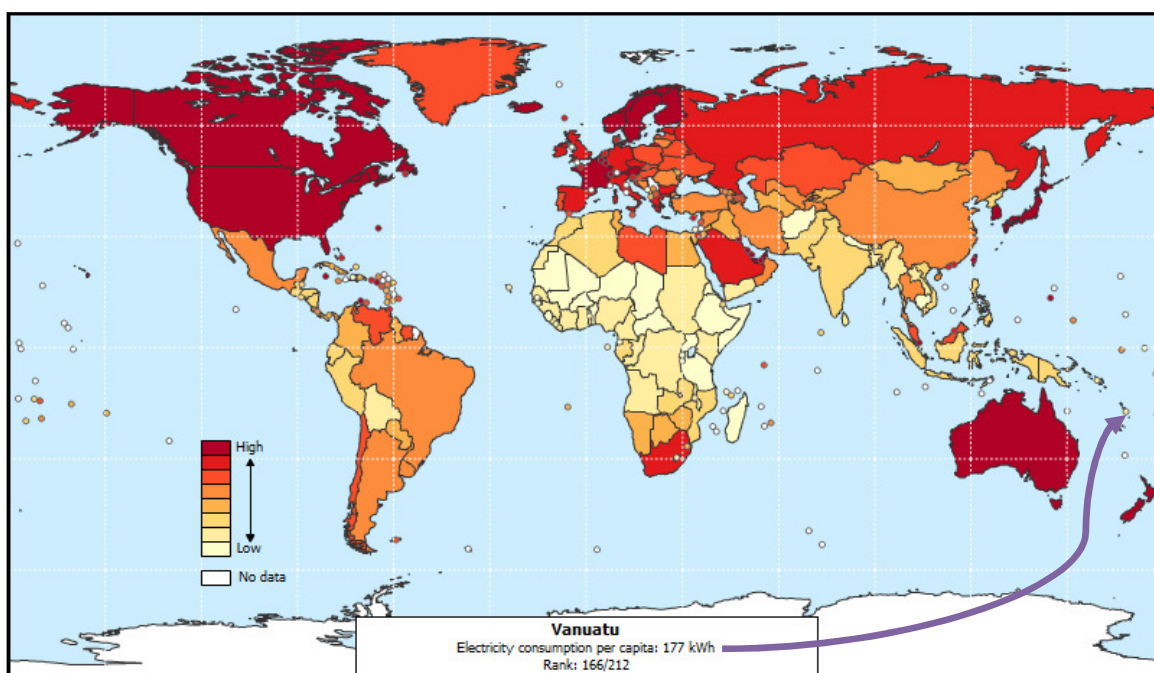 High
Low
No data
Vanuatu
Electricity consumption per capita: 177 kWh
Rank: 166/212